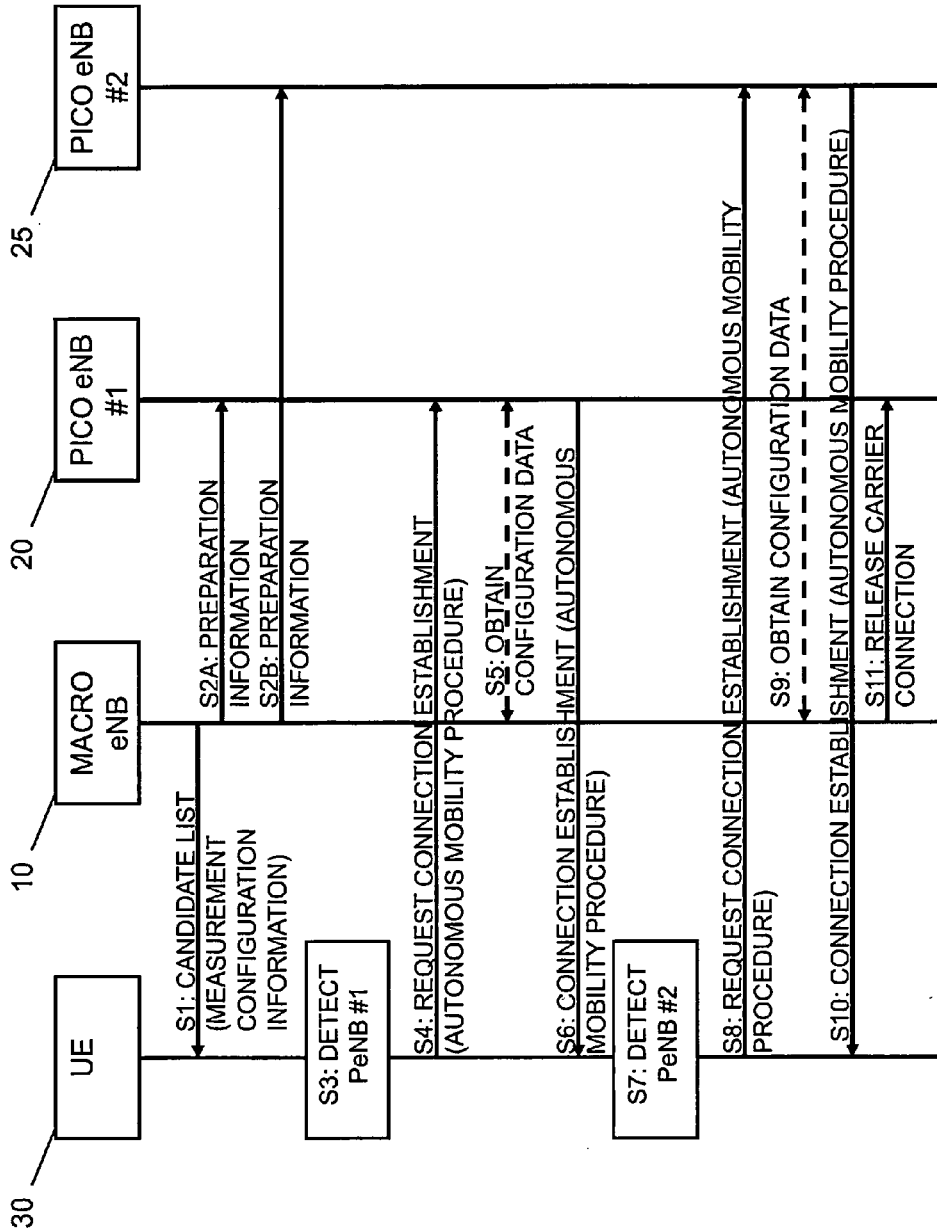 30
10
20
25
UE
MACRO
eNB
PICO eNB
#1
PICO eNB
#2
S1: CANDIDATE LIST
(MEASUREMENT
CONFIGURATION
INFORMATION)
S2A: PREPARATION
INFORMATION
S2B: PREPARATION
INFORMATION
S3: DETECT
PeNB #1
S4: REQUEST CONNECTION ESTABLISHMENT
(AUTONOMOUS MOBILITY PROCEDURE)
S5: OBTAIN
CONFIGURATION DATA
S6: CONNECTION ESTABLISHMENT (AUTONOMOUS
MOBILITY PROCEDURE)
S7: DETECT
PeNB #2
S8: REQUEST CONNECTION ESTABLISHMENT (AUTONOMOUS MOBILITY
PROCEDURE)
S9: OBTAIN CONFIGURATION DATA
S10: CONNECTION ESTABLISHMENT (AUTONOMOUS MOBILITY PROCEDURE)
S11: RELEASE CARRIER
CONNECTION